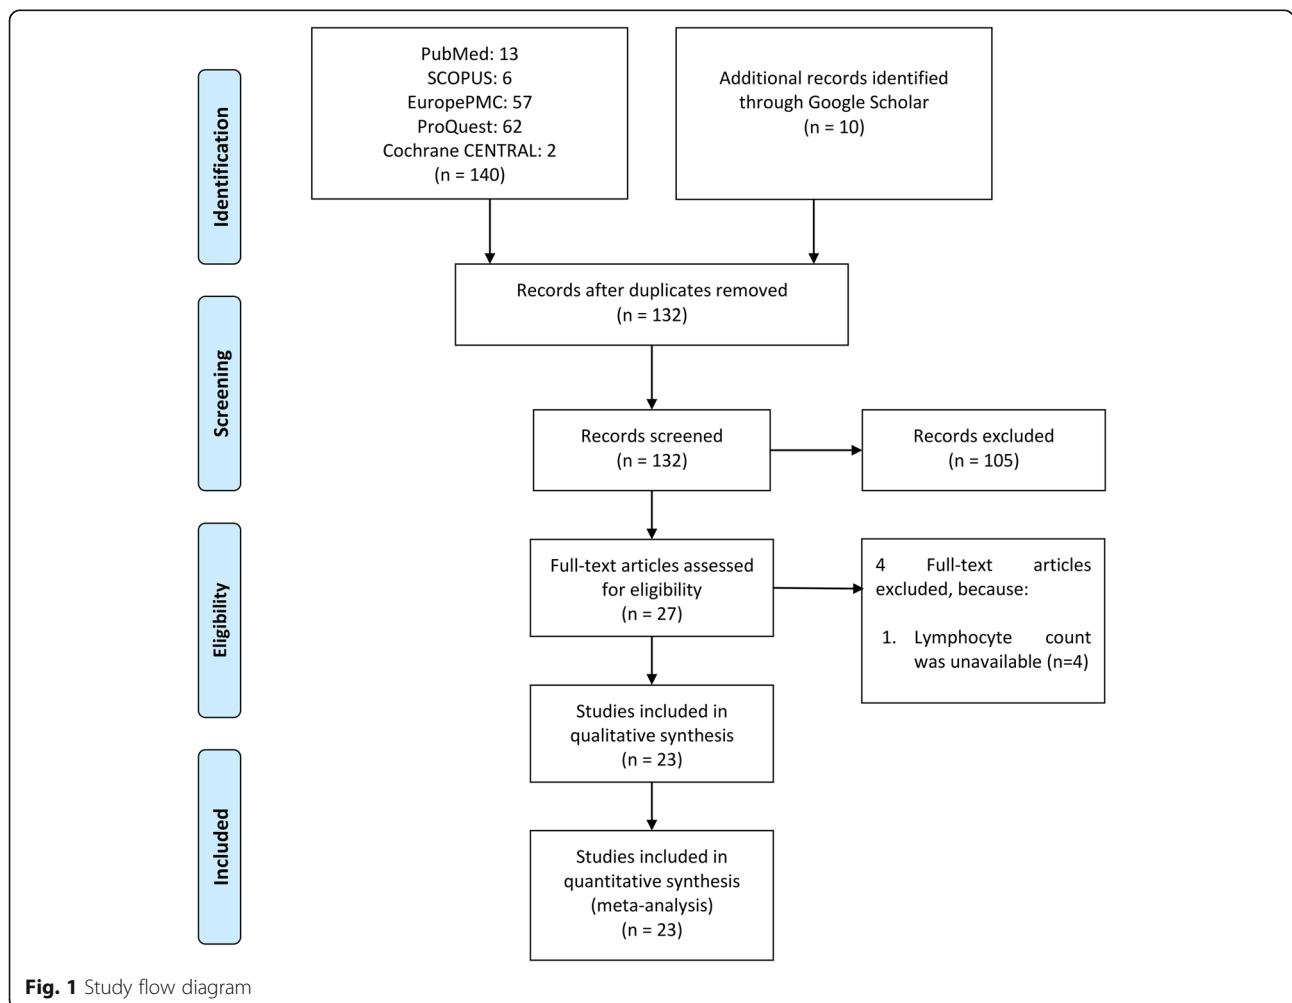 PubMed: 13
SCOPUS: 6
EuropePMC: 57
ProQuest: 62
Cochrane CENTRAL: 2
(n = 140)
Additional records identified
through Google Scholar
(n = 10)
Identification
Records after duplicates removed
(n = 132)
Screening
Records screened
(n = 132)
Records excluded
(n = 105)
Eligibility
Full-text articles assessed
for eligibility
(n = 27)
4 Full-text articles
excluded, because:
1. Lymphocyte count
was unavailable (n=4)
Studies included in
qualitative synthesis
(n = 23)
Included
Studies included in
quantitative synthesis
(meta-analysis)
(n = 23)
Fig. 1 Study flow diagram